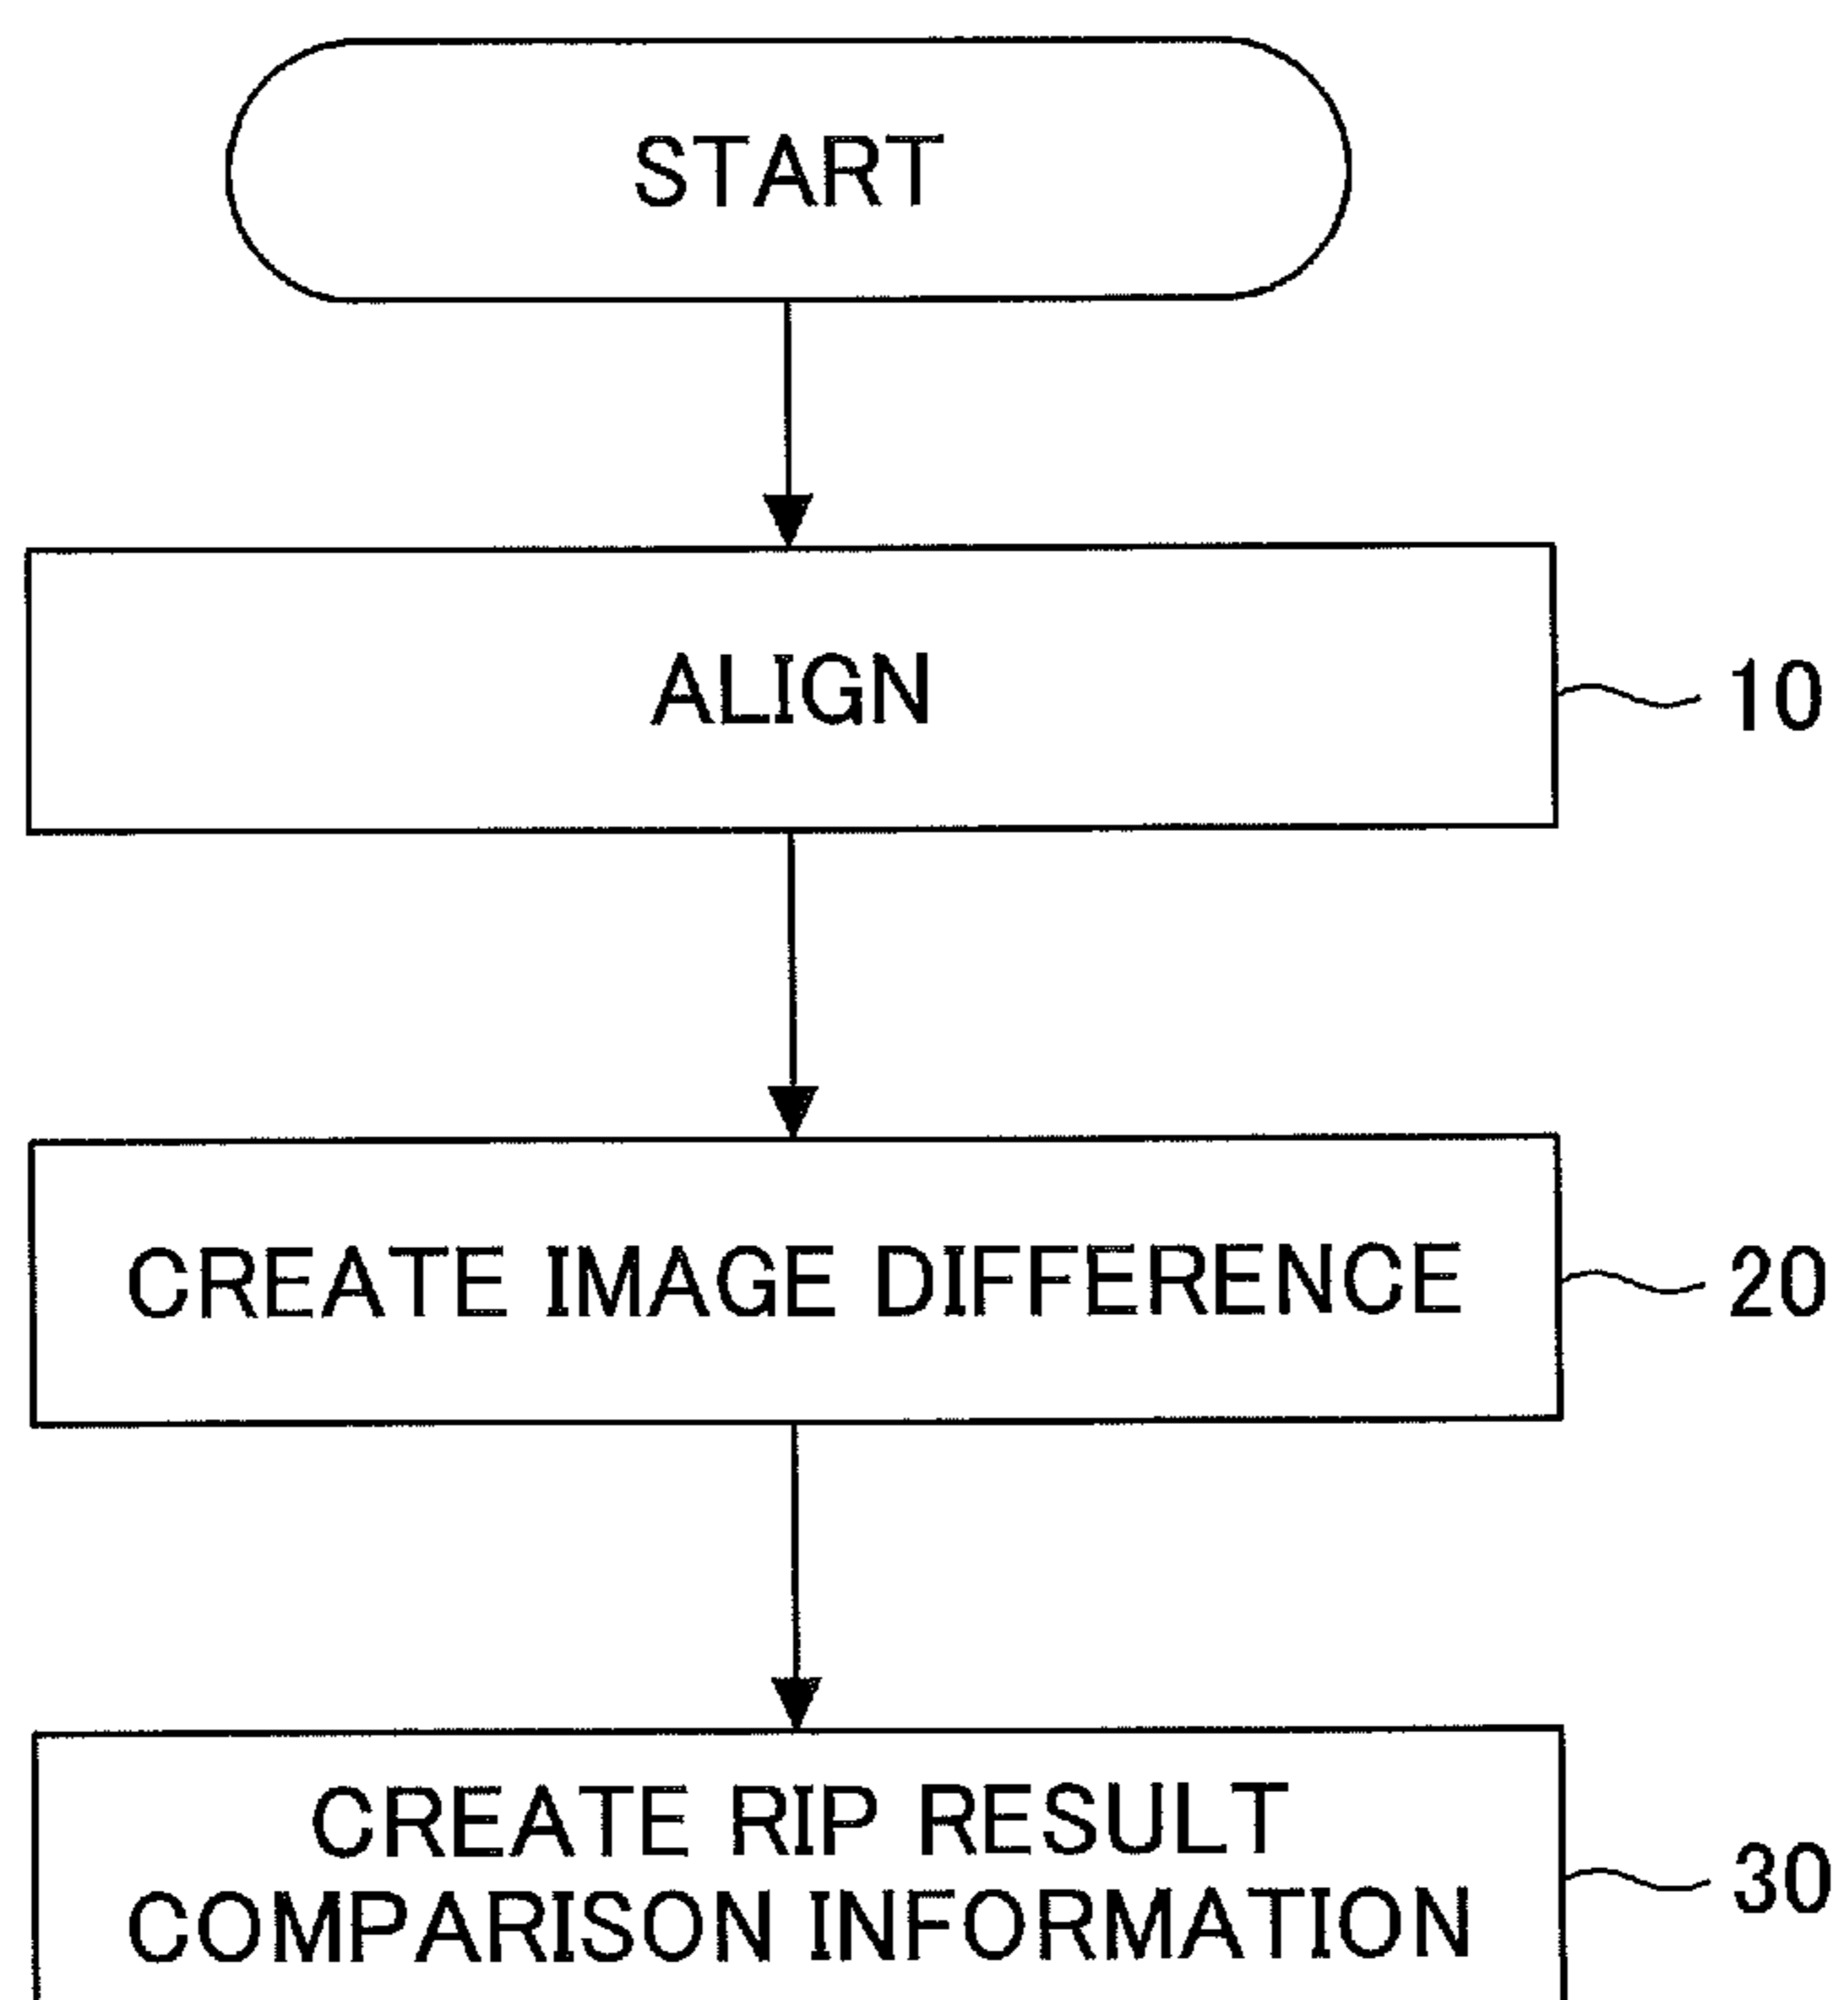 START
ALIGN
10
CREATE IMAGE DIFFERENCE
20
CREATE RIP RESULT
COMPARISON INFORMATION
30